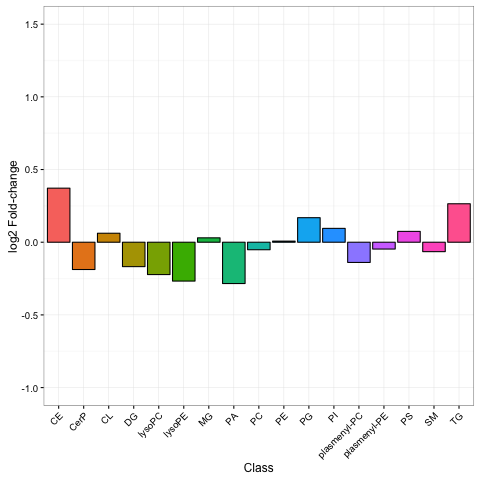 1.5
1.0
0.5
0.0
-0.5
-1.0
log2 Fold-change
CE
CerP
CL
DG
lysoPC
lysoPE
MG
PA
PC
PE
PG
PI
plasmenyl-PC
plasmenyl-PE
PS
SM
TG
Class